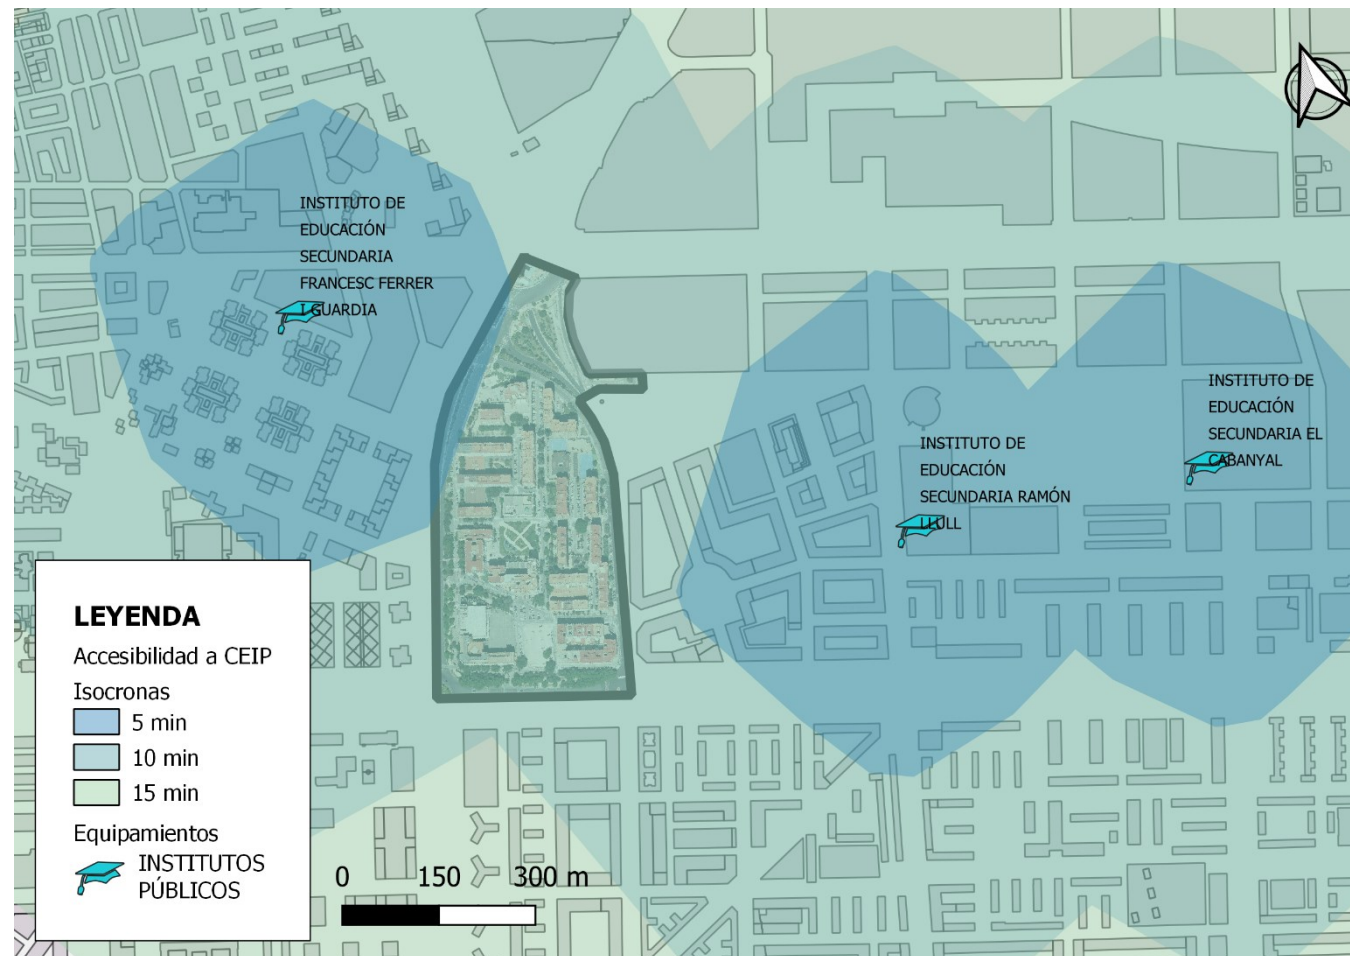 INSTITUTO DE
EDUCACIÓN
SECUNDARIA
FRANCESC FERRER
I GUARDIA
INSTITUTO DE
EDUCACIÓN
SECUNDARIA EL
CABANYAL
INSTITUTO DE
EDUCACIÓN
SECUNDARIA RAMÓN
LLULL
LEYENDA
Accesibilidad a CEIP
Isocronas
5 min
10 min
15 min
Equipamientos
INSTITUTOS
PÚBLICOS
0 150 300 m